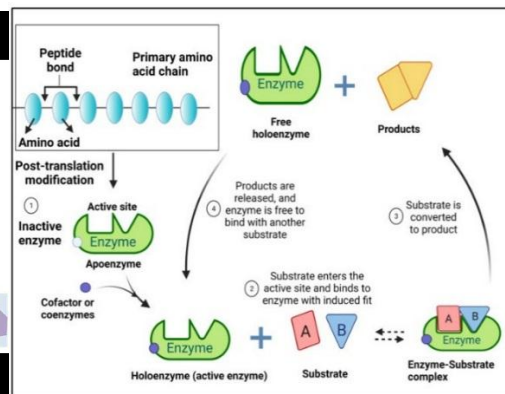 Peptide
bond
Primary amino
acid chain
Amino acid
Post-translation
modification
1
Inactive
enzyme
Active site
Enzyme
Apoenzyme
Cofactor or
coenzymes
Enzyme
Holoenzyme (active enzyme)
+
2
Substrate enters the
active site and binds to
enzyme with induced fit
A
B
Substrate
A
B
Enzyme
Enzyme-Substrate
complex
3
Substrate is
converted
to product
Enzyme
Free
holoenzyme
+
Products
4
Products are
released, and
enzyme is free to
bind with another
substrate